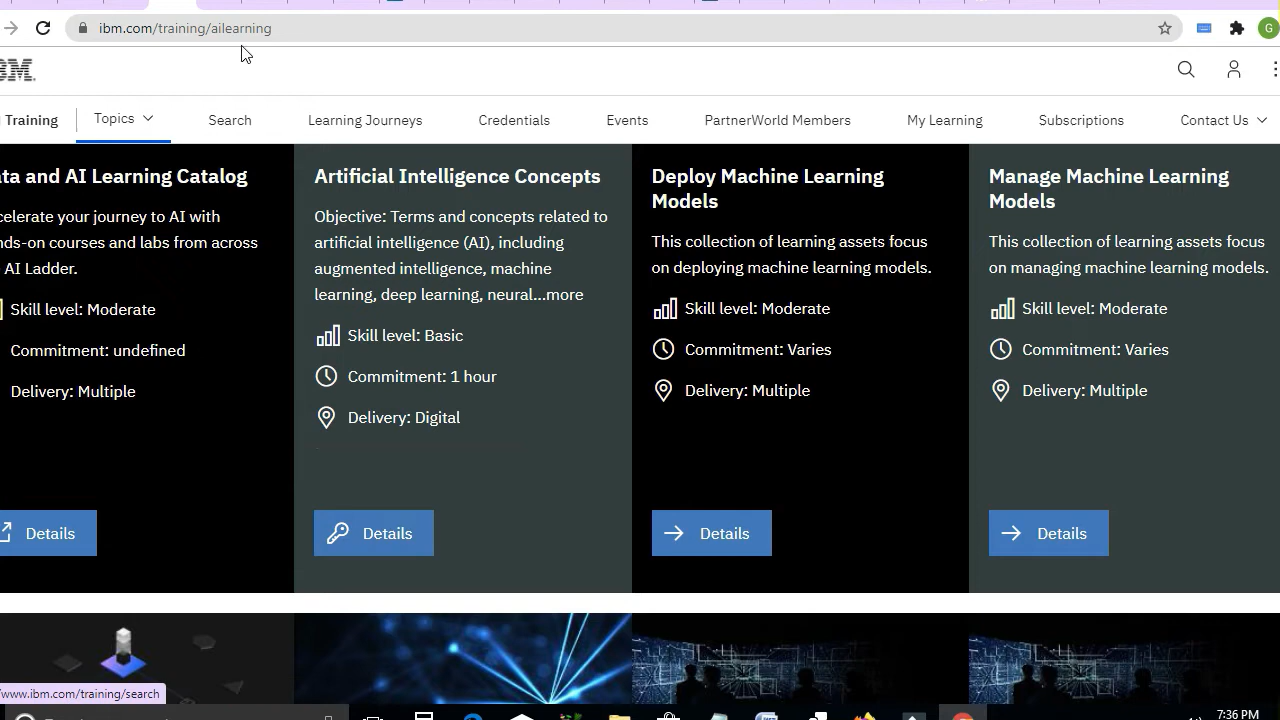 ibm.com/training/ailearning
G
IBM
Training
Topics
Search
Learning Journeys
Credentials
Events
PartnerWorld Members
My Learning
Subscriptions
Contact Us
ta and AI Learning Catalog
celerate your journey to AI with
nds-on courses and labs from across
AI Ladder.
Skill level: Moderate
Commitment: undefined
Delivery: Multiple
Details
Artificial Intelligence Concepts
Objective: Terms and concepts related to
artificial intelligence (AI), including
augmented intelligence, machine
learning, deep learning, neural...more
Skill level: Basic
Commitment: 1 hour
Delivery: Digital
Details
Deploy Machine Learning
Models
This collection of learning assets focus
on deploying machine learning models.
Skill level: Moderate
Commitment: Varies
Delivery: Multiple
Details
Manage Machine Learning
Models
This collection of learning assets focus
on managing machine learning models.
Skill level: Moderate
Commitment: Varies
Delivery: Multiple
Details
/www.ibm.com/training/search
7:36 PM